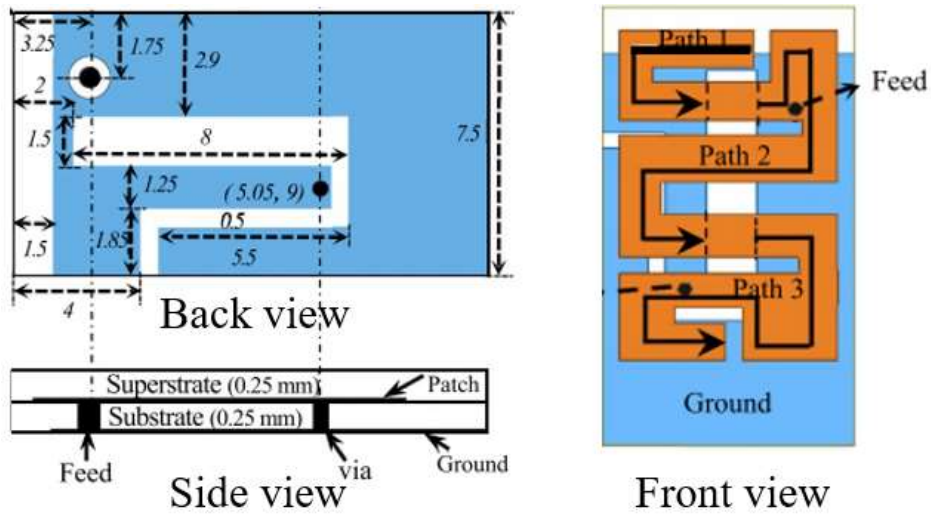 3.25
1.75
2.9
2
1.5
8
7.5
1.25
(5.05, 9)
0.5
1.85
1.5
5.5
4
Back view
Superstrate (0.25 mm)
Patch
Substrate (0.25 mm)
Feed
via
Ground
Side view
Path 1
Feed
Path 2
Path 3
Ground
Front view